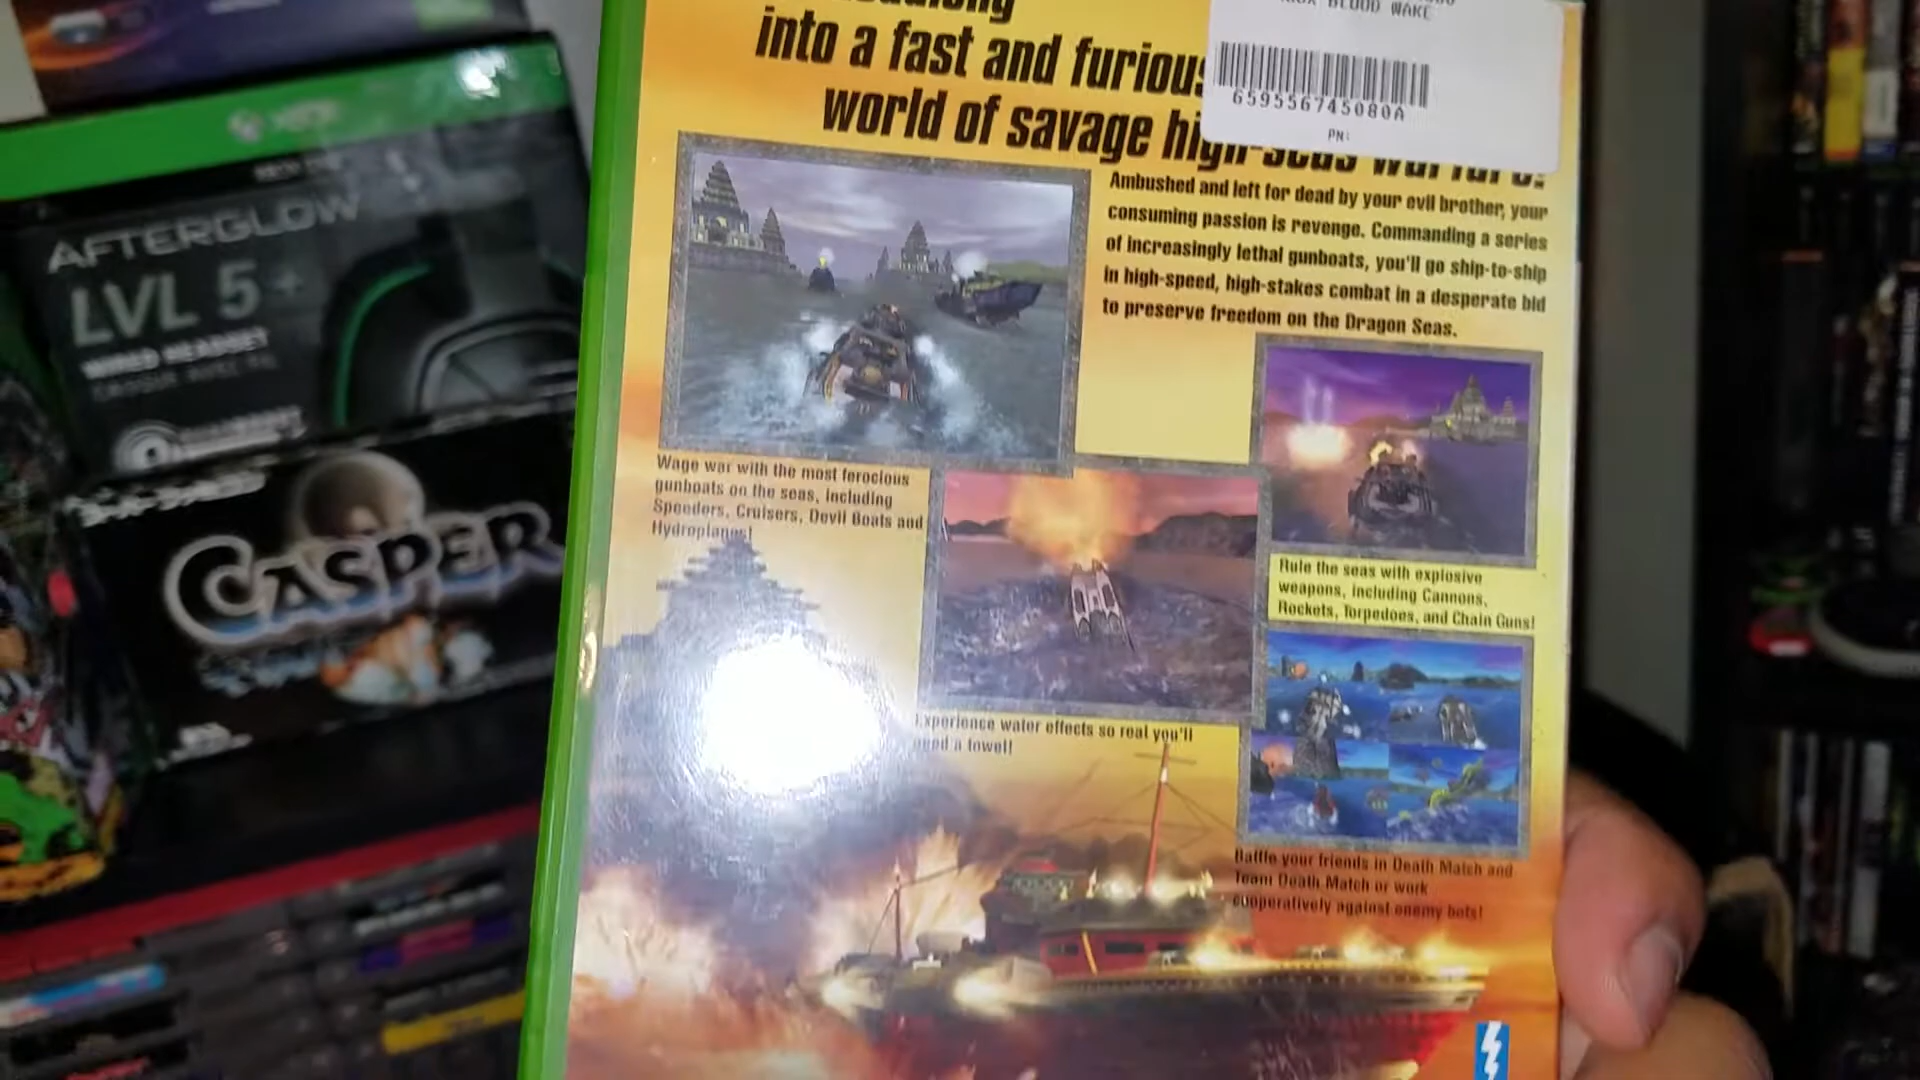 into a fast and furious
world of savage high-seas warfare!
BLOOD WAKE
659556745080A
PN:
Ambushed and left for dead by your evil brother, your
consuming passion is revenge. Commanding a series
of increasingly lethal gunboats, you'll go ship-to-ship
in high-speed, high-stakes combat in a desperate bid
to preserve freedom on the Dragon Seas.
Wage war with the most ferocious
gunboats on the seas, including
Speeders, Cruisers, Devil Boats and
Hydroplanes!
Rule the seas with explosive
weapons, including Cannons,
Rockets, Torpedoes, and Chain Guns!
Experience water effects so real you'll
need a towel!
Battle your friends in Death Match and
Team Death Match or work
cooperatively against enemy bots!
AFTERGLOW
LVL 5+
WIRED HEADSET
CASPER